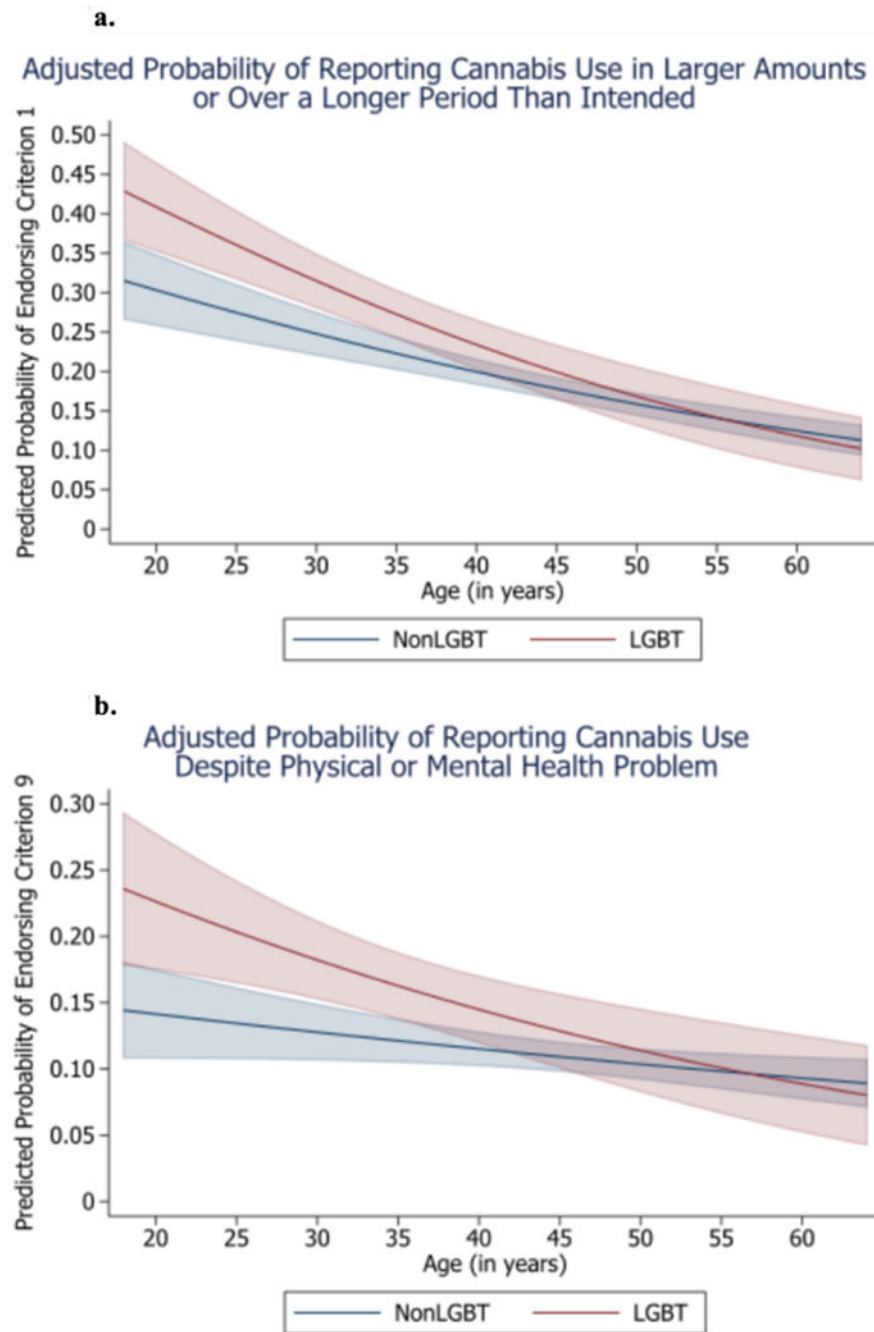 a.
Adjusted Probability of Reporting Cannabis Use in Larger Amounts
or Over a Longer Period Than Intended
Predicted Probability of Endorsing Criterion 1
0.50
0.45
0.40
0.35
0.30
0.25
0.20
0.15
0.10
0.05
0
20 25 30 35 40 45 50 55 60
Age (in years)
NonLGBT LGBT
b.
Adjusted Probability of Reporting Cannabis Use
Despite Physical or Mental Health Problem
Predicted Probability of Endorsing Criterion 9
0.30
0.25
0.20
0.15
0.10
0.05
0
20 25 30 35 40 45 50 55 60
Age (in years)
NonLGBT LGBT